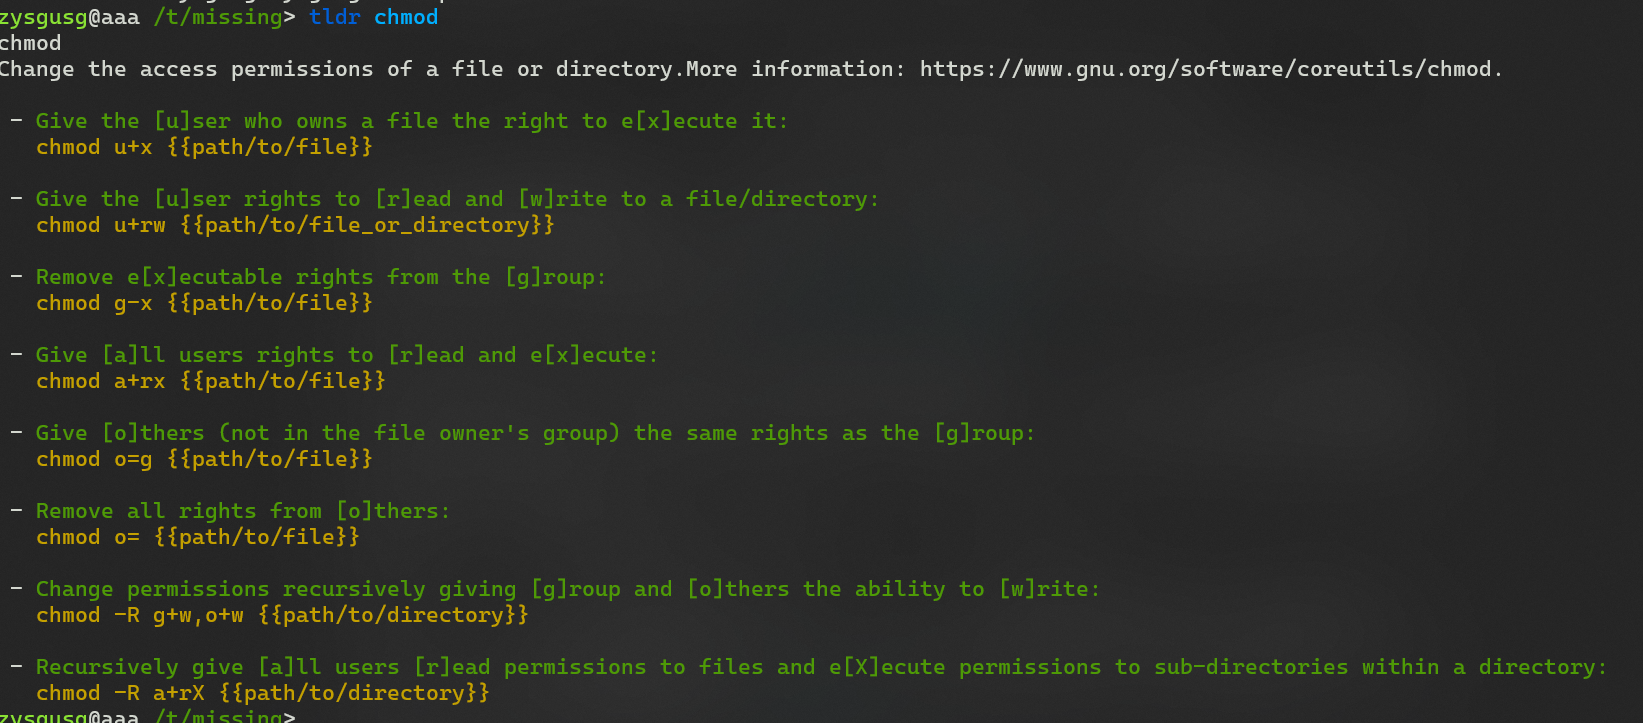 zysgusg@aaa /t/missing> tldr chmod
chmod
Change the access permissions of a file or directory.More information: https://www.gnu.org/software/coreutils/chmod.
- Give the [u]ser who owns a file the right to e[x]ecute it:
chmod u+x {{path/to/file}}
- Give the [u]ser rights to [r]ead and [w]rite to a file/directory:
chmod u+rw {{path/to/file_or_directory}}
- Remove e[x]ecutable rights from the [g]roup:
chmod g-x {{path/to/file}}
- Give [a]ll users rights to [r]ead and e[x]ecute:
chmod a+rx {{path/to/file}}
- Give [o]thers (not in the file owner's group) the same rights as the [g]roup:
chmod o=g {{path/to/file}}
- Remove all rights from [o]thers:
chmod o= {{path/to/file}}
- Change permissions recursively giving [g]roup and [o]thers the ability to [w]rite:
chmod -R g+w,o+w {{path/to/directory}}
- Recursively give [a]ll users [r]ead permissions to files and e[X]ecute permissions to sub-directories within a directory:
chmod -R a+rX {{path/to/directory}}
zysgusg@aaa /t/missing>